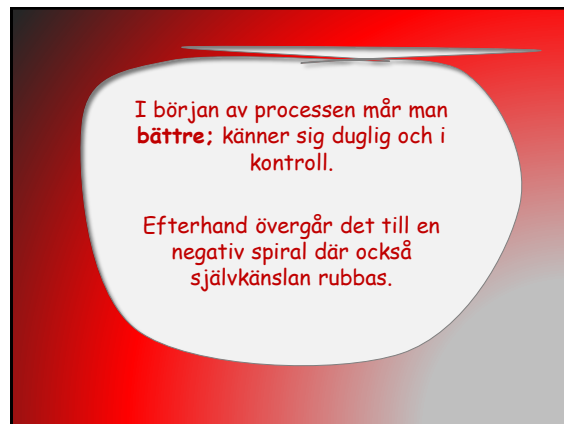 I början av processen mår man
bättre; känner sig duglig och i
kontroll.
Efterhand övergår det till en
negativ spiral där också
självkänslan rubbas.